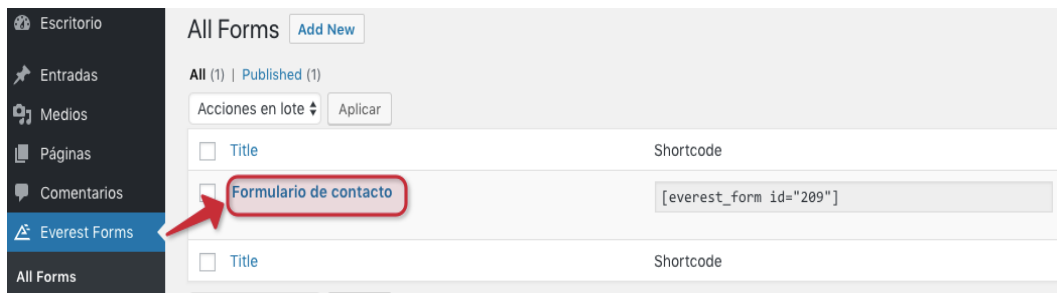 Escritorio
Entradas
Medios
Páginas
Comentarios
Everest Forms
All Forms
All Forms Add New
All (1) | Published (1)
Acciones en lote Aplicar
Title Shortcode
Formulario de contacto [everest_form id="209"]
Title Shortcode